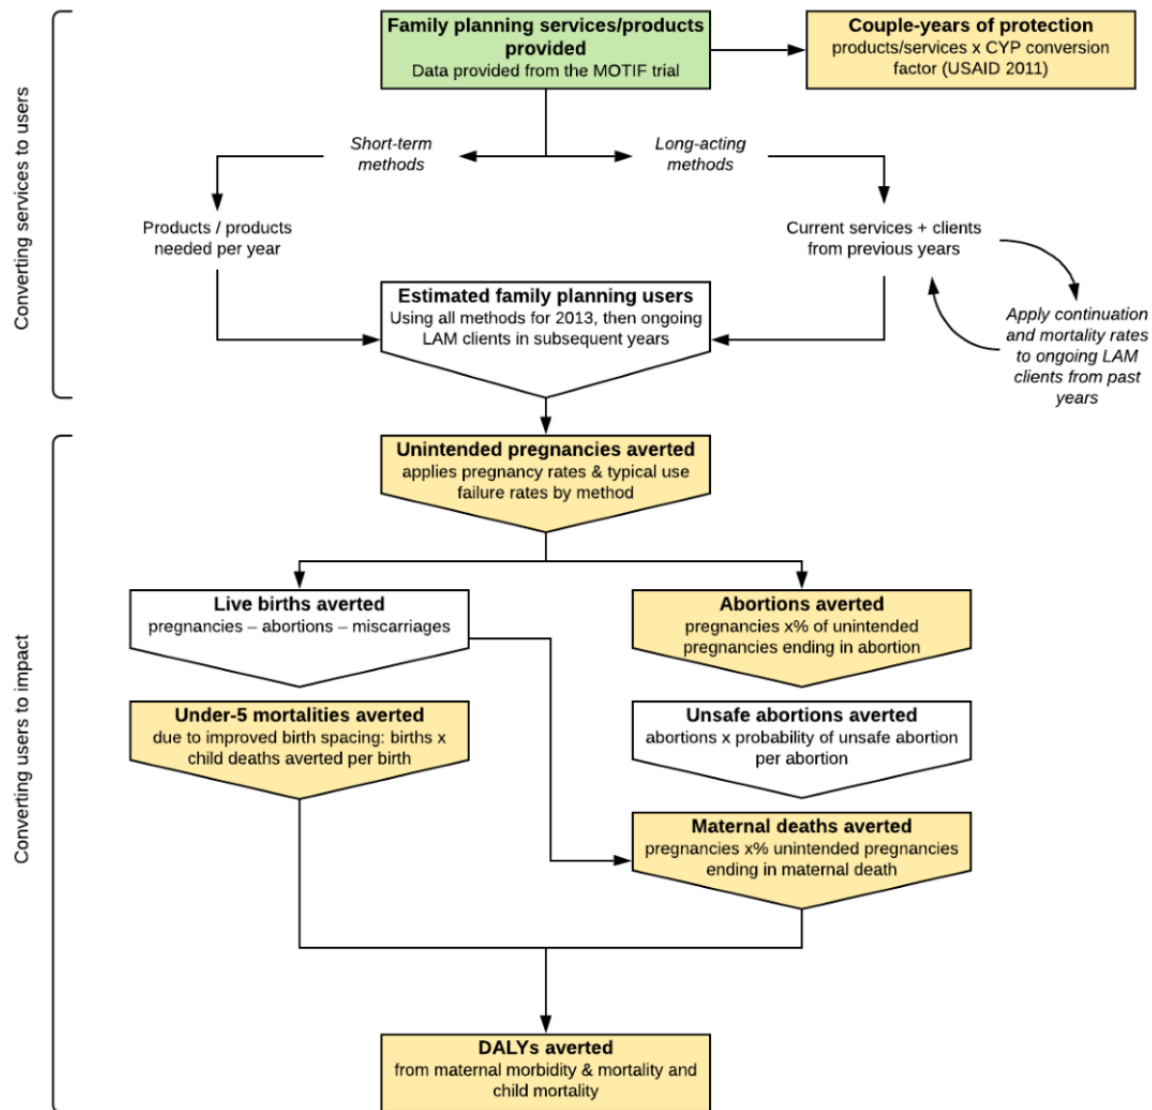 Family planning services/products
provided
Data provided from the MOTIF trial
Couple-years of protection
products/services x CYP conversion
factor (USAID 2011)
Converting services to users
Short-term
methods
Long-acting
methods
Products / products
needed per year
Current services + clients
from previous years
Estimated family planning users
Using all methods for 2013, then ongoing
LAM clients in subsequent years
Apply continuation
and mortality rates
to ongoing LAM
clients from past
years
Converting users to impact
Unintended pregnancies averted
applies pregnancy rates & typical use
failure rates by method
Live births averted
pregnancies – abortions – miscarriages
Abortions averted
pregnancies x% of unintended
pregnancies ending in abortion
Under-5 mortalities averted
due to improved birth spacing: births x
child deaths averted per birth
Unsafe abortions averted
abortions x probability of unsafe abortion
per abortion
Maternal deaths averted
pregnancies x% unintended pregnancies
ending in maternal death
DALYs averted
from maternal morbidity & mortality and
child mortality